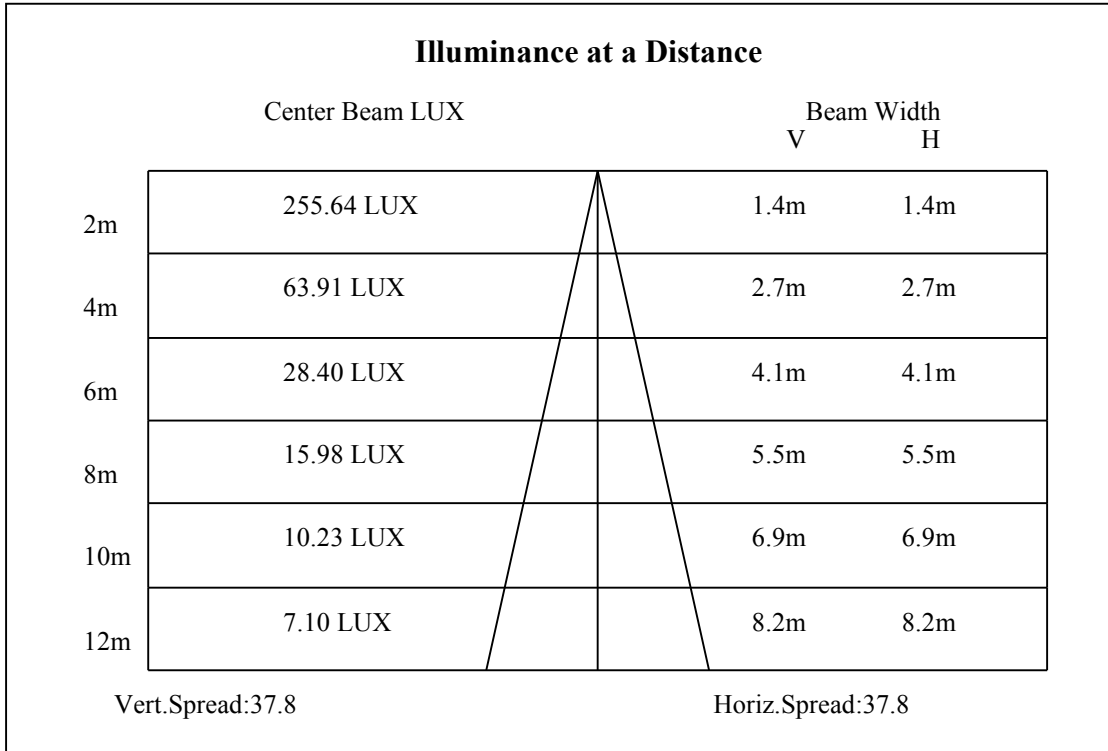 Illuminance at a Distance
Center Beam LUX Beam Width
V H
2m 255.64 LUX 1.4m 1.4m
4m 63.91 LUX 2.7m 2.7m
6m 28.40 LUX 4.1m 4.1m
8m 15.98 LUX 5.5m 5.5m
10m 10.23 LUX 6.9m 6.9m
12m 7.10 LUX 8.2m 8.2m
Vert.Spread:37.8 Horiz.Spread:37.8